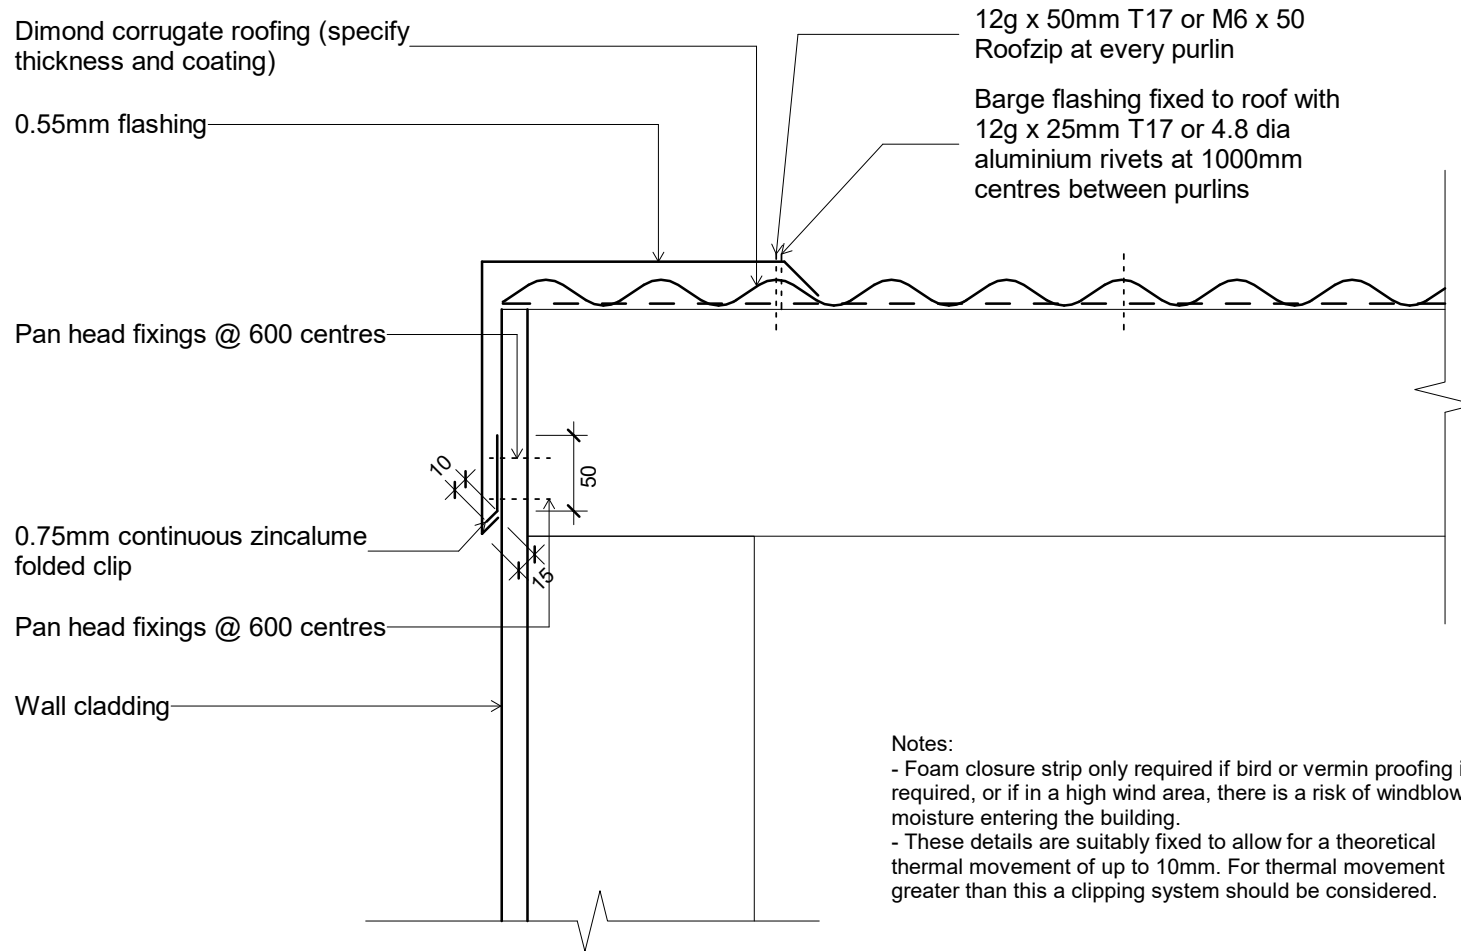 Dimond corrugate roofing (specify
thickness and coating)
0.55mm flashing
12g x 50mm T17 or M6 x 50
Roofzip at every purlin
Barge flashing fixed to roof with
12g x 25mm T17 or 4.8 dia
aluminium rivets at 1000mm
centres between purlins
Pan head fixings @ 600 centres
10
50
0.75mm continuous zincalume
folded clip
15
Pan head fixings @ 600 centres
Wall cladding
Notes:
- Foam closure strip only required if bird or vermin proofing i
required, or if in a high wind area, there is a risk of windblow
moisture entering the building.
- These details are suitably fixed to allow for a theoretical
thermal movement of up to 10mm. For thermal movement
greater than this a clipping system should be considered.